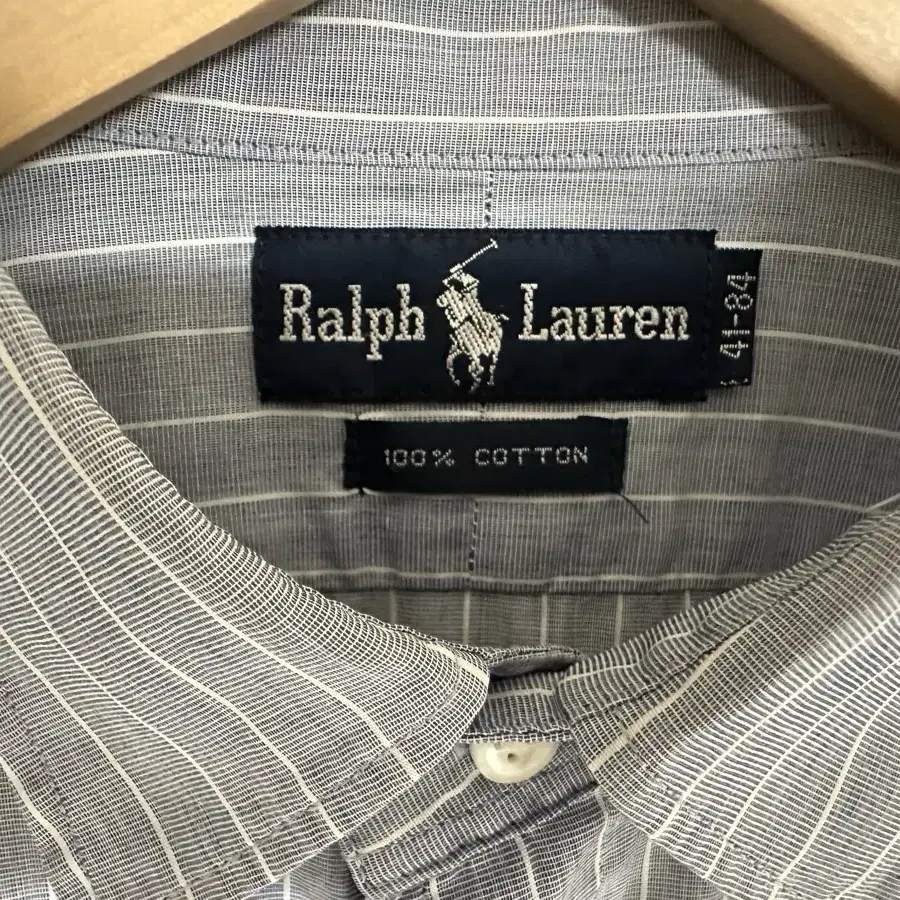 Ralph Lauren
41-84
100% COTTON